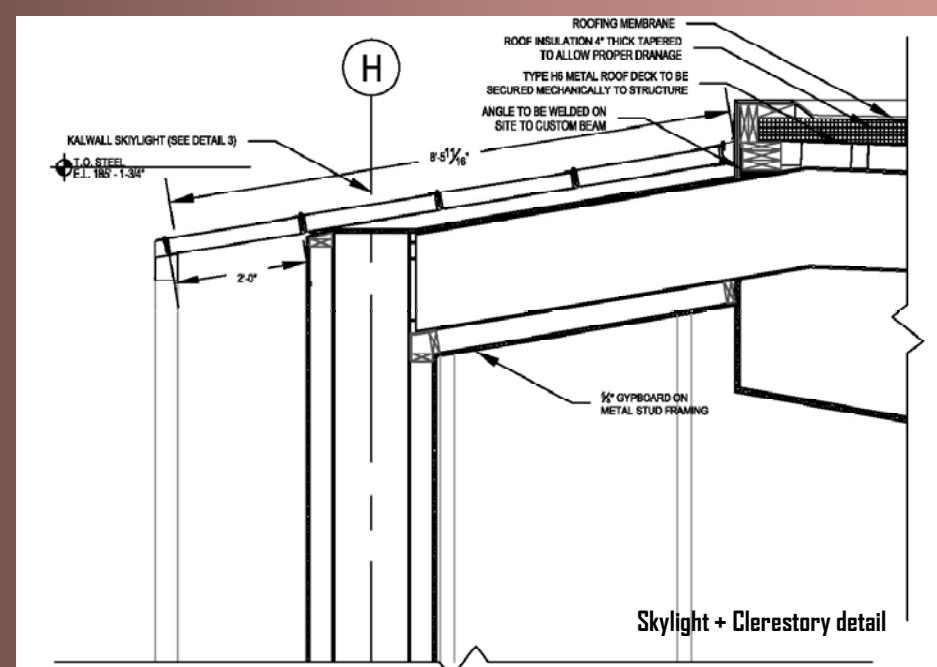 ROOFING MEMBRANE
ROOF INSULATION 4" THICK TAPERED
TO ALLOW PROPER DRANAGE
TYPE H6 METAL ROOF DECK TO BE
SECURED MECHANICALLY TO STRUCTURE
ANGLE TO BE WELDED ON
SITE TO CUSTOM BEAM
H
KALWALL SKIYLIGHT (SEE DETAIL 3)
8'-5 11/16"
T.O. STEEL
E.L. 185' - 1-3/4"
2'-0"
⅝" GYPBOARD ON
METAL STUD FRAMING
Skylight + Clerestory detail